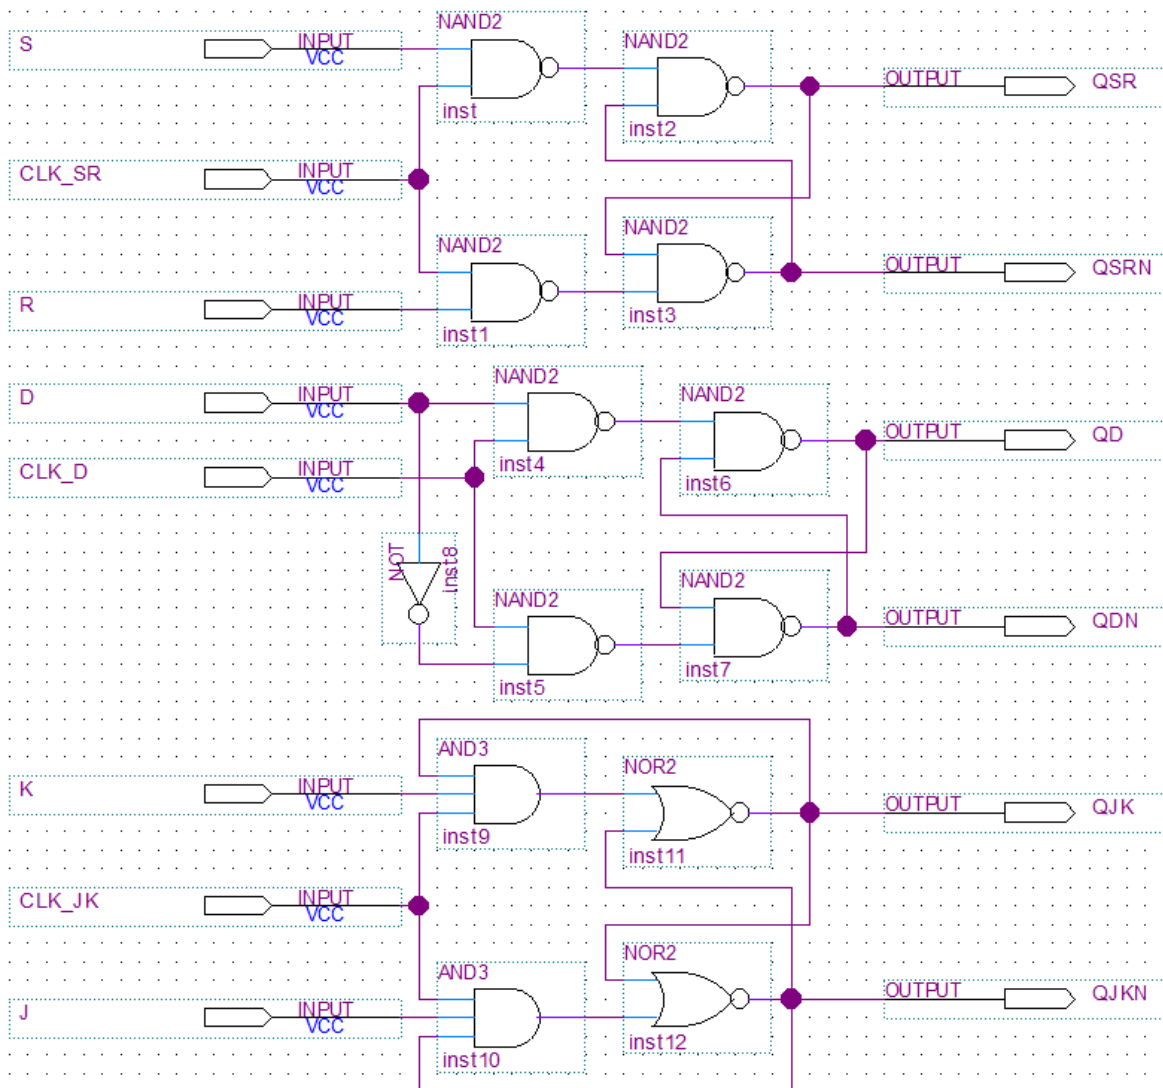 NAND2
S INPUT VCC
NAND2
OUTPUT QSR
inst
inst2
CLK_SR INPUT VCC
NAND2
NAND2
OUTPUT QSRN
R INPUT VCC
inst1
inst3
NAND2
D INPUT VCC
NAND2
OUTPUT QD
CLK_D INPUT VCC
inst4
inst6
NOT
inst8
NAND2
NAND2
OUTPUT QDN
inst5
inst7
AND3
NOR2
K INPUT VCC
OUTPUT QJK
inst9
inst11
CLK_JK INPUT VCC
AND3
NOR2
OUTPUT QJKN
J INPUT VCC
inst10
inst12